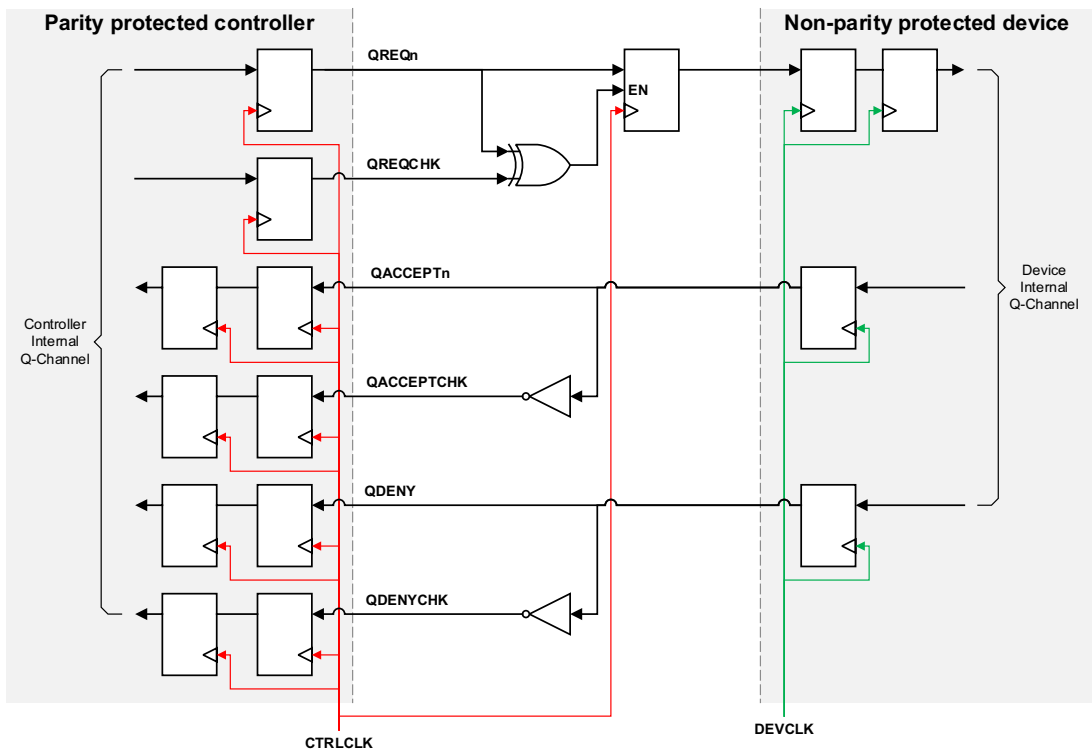 Parity protected controller
Non-parity protected device
QREQn
EN
QREQCHK
QACCEPTn
Controller
Internal
Q-Channel
Device
Internal
Q-Channel
QACCEPTCHK
QDENY
QDENYCHK
CTRLCLK
DEVCLK